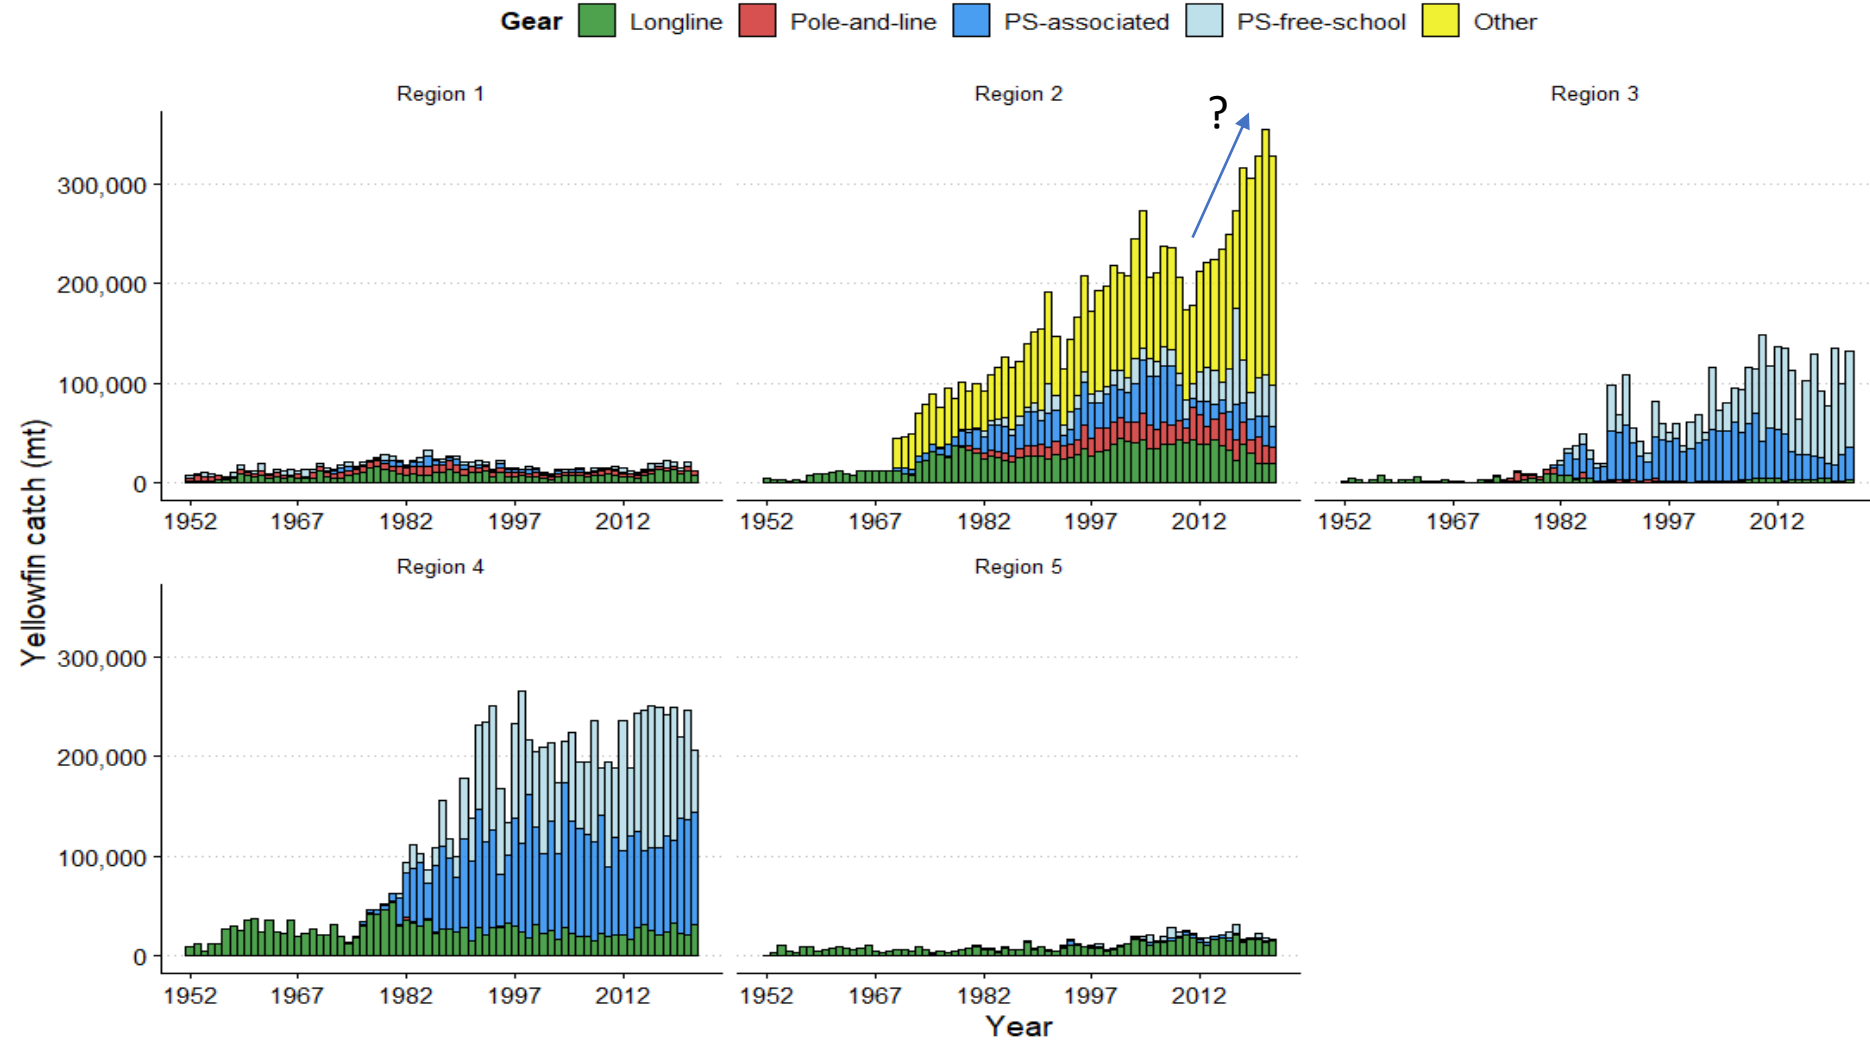 Gear Longline Pole-and-line PS-associated PS-free-school Other
Region 1
Region 2
Region 3
?
300,000
200,000
100,000
0
1952 1967 1982 1997 2012
1952 1967 1982 1997 2012
1952 1967 1982 1997 2012
Yellowfin catch (mt)
Region 4
Region 5
300,000
200,000
100,000
0
1952 1967 1982 1997 2012
1952 1967 1982 1997 2012
Year